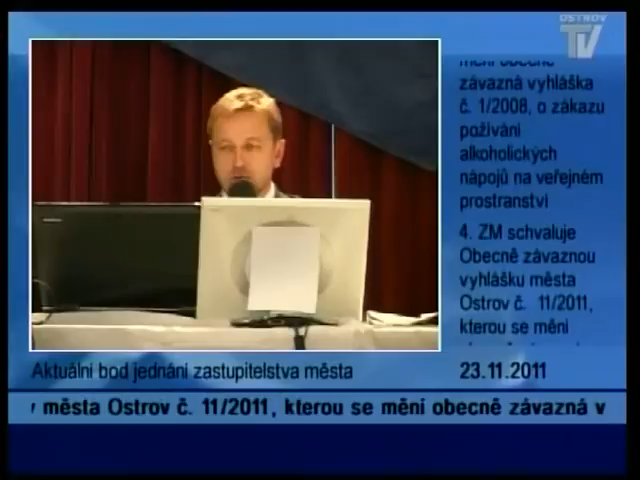 OSTROV
TV
mění obecně
závazná vyhláška
č. 1/2008, o zákazu
požívání
alkoholických
nápojů na veřejném
prostranství
4. ZM schvaluje
Obecně závaznou
vyhlášku města
Ostrov č. 11/2011,
kterou se mění
Aktuální bod jednání zastupitelstva města
23.11.2011
města Ostrov č. 11/2011, kterou se mění obecně závazná v